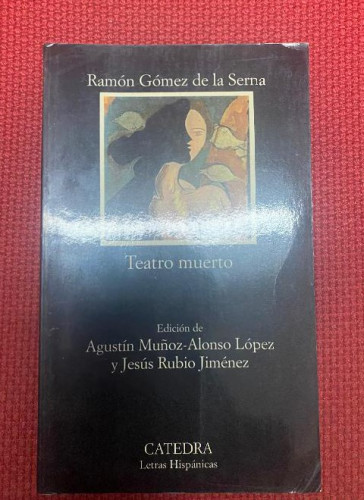 Ramón Gómez de la Serna
Teatro muerto
Edición de
Agustín Muñoz-Alonso López
y Jesús Rubio Jiménez
CATEDRA
Letras Hispánicas